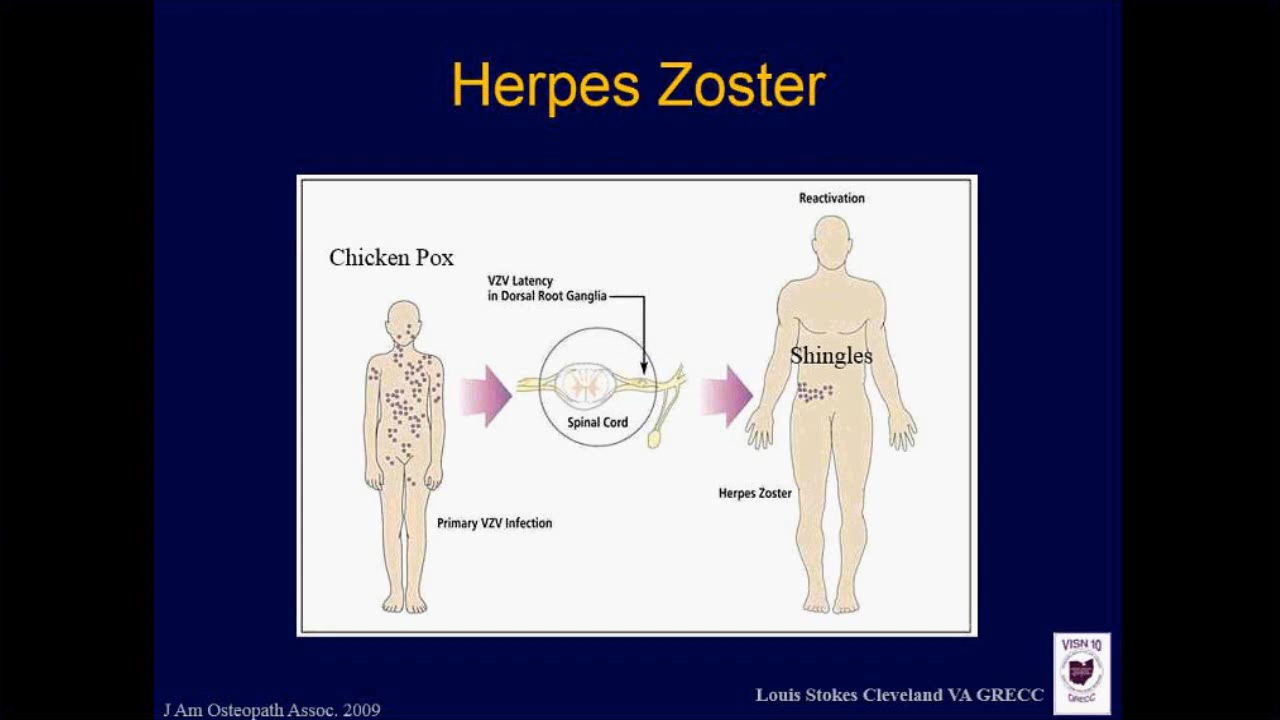 Herpes Zoster
Reactivation
Chicken Pox
VZV Latency
in Dorsal Root Ganglia
Shingles
Spinal Cord
Herpes Zoster
Primary VZV Infection
VISN 10
GRECC
Louis Stokes Cleveland VA GRECC
J Am Osteopath Assoc. 2009